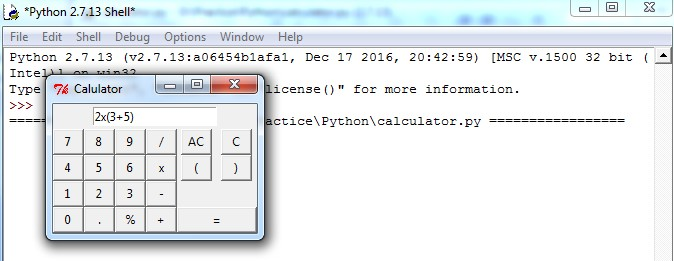 *Python 2.7.13 Shell*
File Edit Shell Debug Options Window Help
Python 2.7.13 (v2.7.13:a06454b1afa1, Dec 17 2016, 20:42:59) [MSC v.1500 32 bit (
Intel)] on win32
Type license()" for more information.
>>>
===== actice\Python\calculator.py =================
Calulator
2x(3+5)
7 8 9 / AC C
4 5 6 x ( )
1 2 3 -
0 . % + =